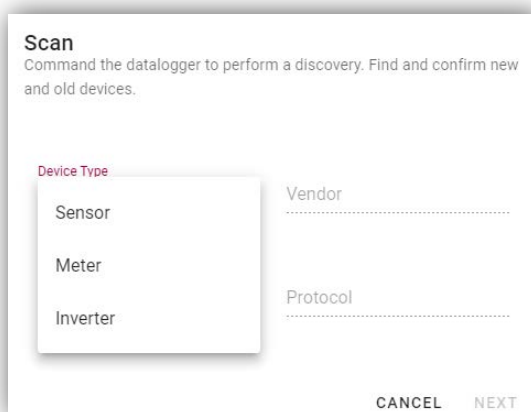 Scan
Command the datalogger to perform a discovery. Find and confirm new
and old devices.
Device Type
Sensor
Meter
Inverter
Vendor
Protocol
CANCEL NEXT